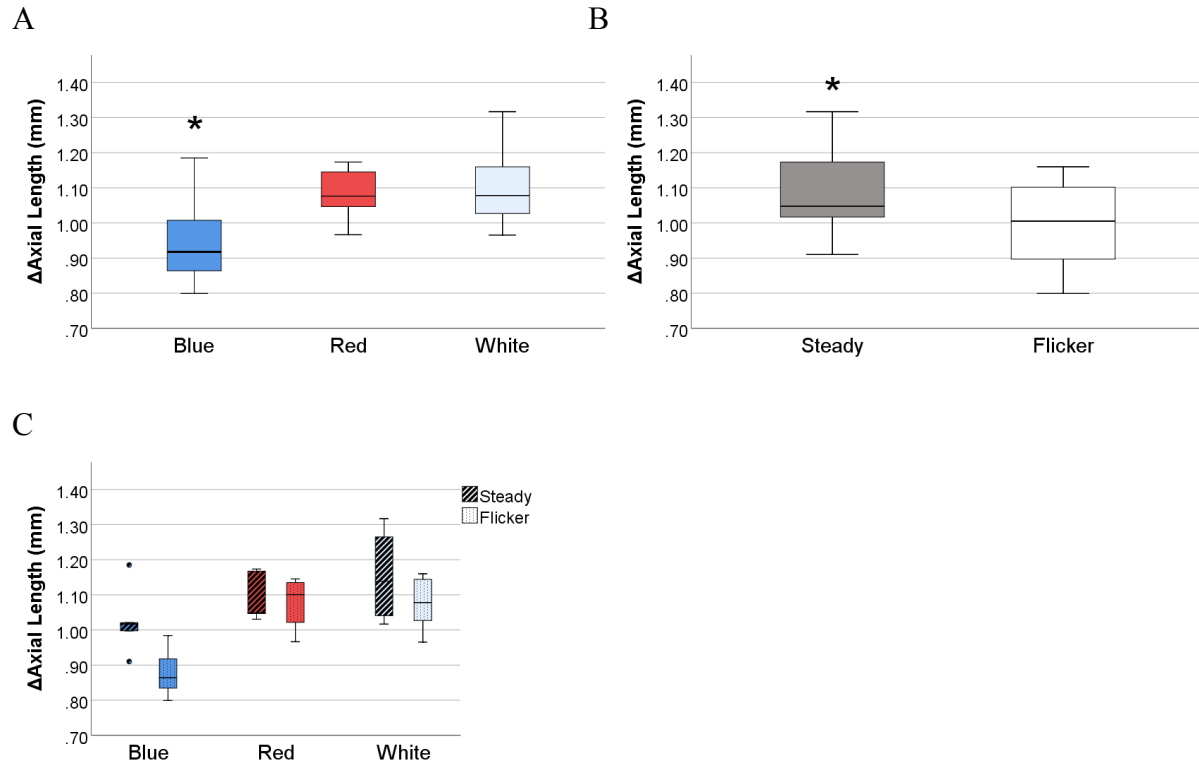 A
ΔAxial Length (mm)
1.40
1.30
1.20
1.10
1.00
.90
.80
.70
*
Blue Red White
B
ΔAxial Length (mm)
1.40
1.30
1.20
1.10
1.00
.90
.80
.70
*
Steady Flicker
C
ΔAxial Length (mm)
1.40
1.30
1.20
1.10
1.00
.90
.80
.70
Steady
Flicker
Blue Red White